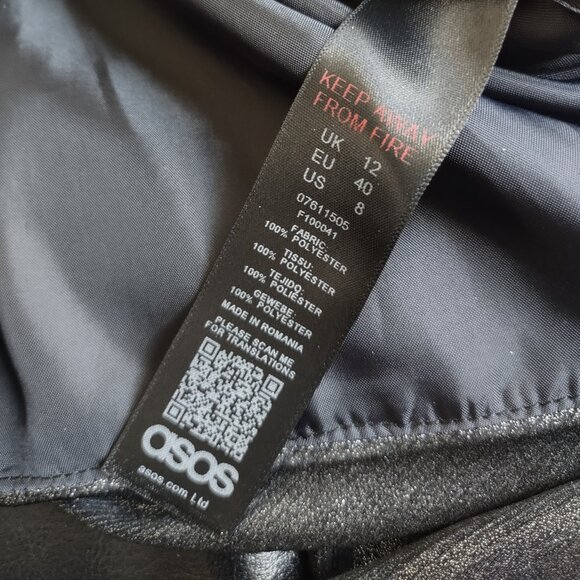 KEEP AWAY
FROM FIRE
UK 12
EU 40
US 8
07611505
F100041
FABRIC:
100% POLYESTER
TISSU:
100% POLYESTER
TEJIDO:
100% POLIÉSTER
GEWEBE:
100% POLYESTER
MADE IN ROMANIA
PLEASE SCAN ME
FOR TRANSLATIONS
asos
asos.com Ltd